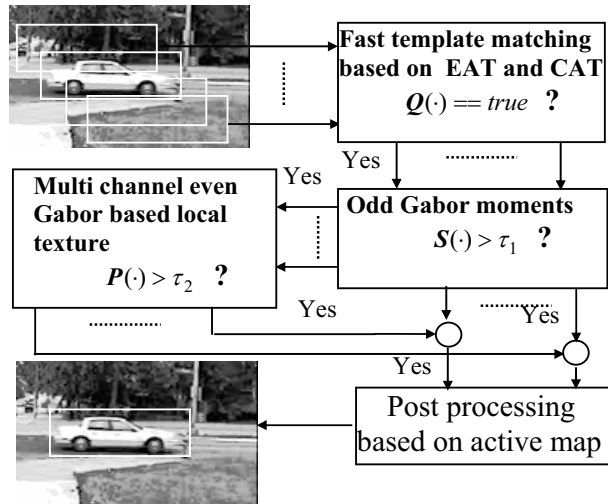 Fast template matching
based on EAT and CAT
Q(·) == true ?
Yes
Yes
Multi channel even
Gabor based local
texture
P(·) > τ₂ ?
Odd Gabor moments
S(·) > τ₁ ?
Yes
Yes
Yes
Post processing
based on active map